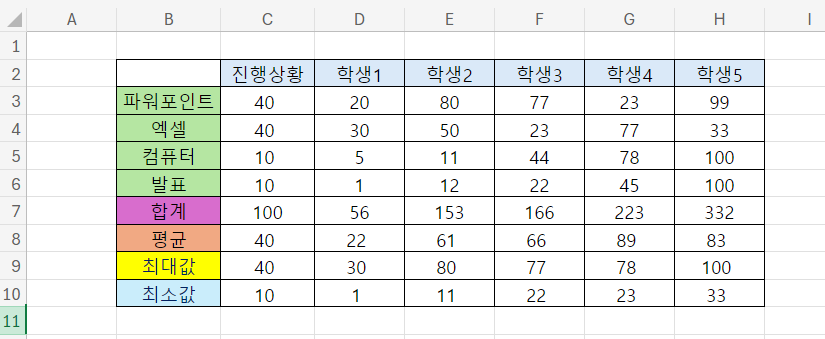 A B C D E F G H I
1
2 진행상황 학생1 학생2 학생3 학생4 학생5
3 파워포인트 40 20 80 77 23 99
4 엑셀 40 30 50 23 77 33
5 컴퓨터 10 5 11 44 78 100
6 발표 10 1 12 22 45 100
7 합계 100 56 153 166 223 332
8 평균 40 22 61 66 89 83
9 최대값 40 30 80 77 78 100
10 최소값 10 1 11 22 23 33
11